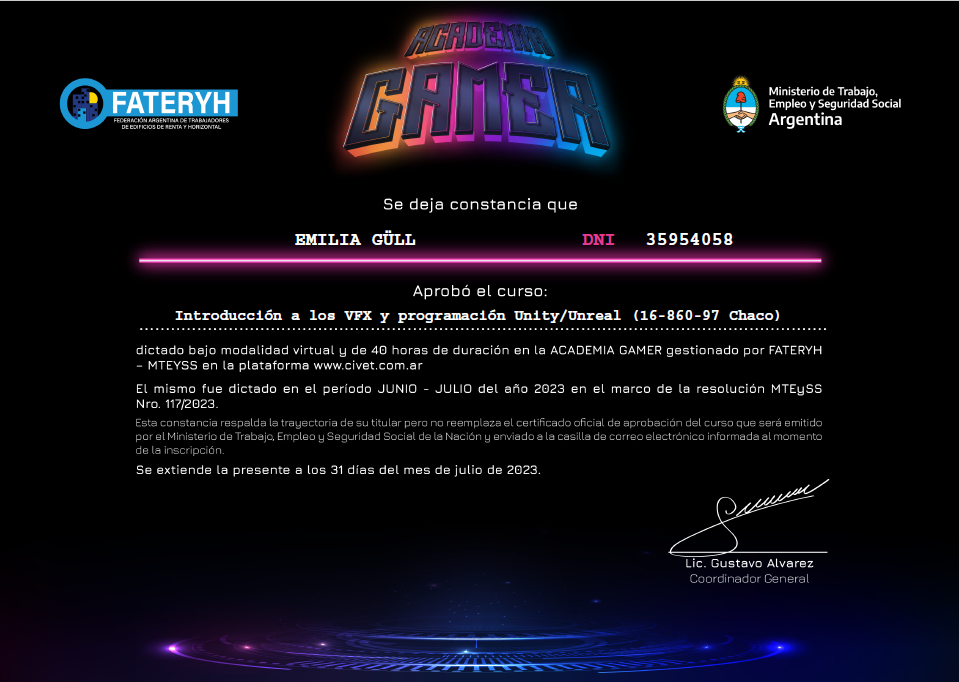 ACADEMIA
GAMER
FATERYH
FEDERACIÓN ARGENTINA DE TRABAJADORES
DE EDIFICIOS DE RENTA Y HORIZONTAL
Ministerio de Trabajo,
Empleo y Seguridad Social
Argentina
Se deja constancia que
EMILIA GÜLL DNI 35954058
Aprobó el curso:
Introducción a los VFX y programación Unity/Unreal (16-860-97 Chaco)
dictado bajo modalidad virtual y de 40 horas de duración en la ACADEMIA GAMER gestionado por FATERYH
– MTEYSS en la plataforma www.civet.com.ar
El mismo fue dictado en el período JUNIO - JULIO del año 2023 en el marco de la resolución MTEySS
Nro. 117/2023.
Esta constancia respalda la trayectoria de su titular pero no reemplaza el certificado oficial de aprobación del curso que será emitido
por el Ministerio de Trabajo, Empleo y Seguridad Social de la Nación y enviado a la casilla de correo electrónico informada al momento
de la inscripción.
Se extiende la presente a los 31 días del mes de julio de 2023.
Lic. Gustavo Alvarez
Coordinador General